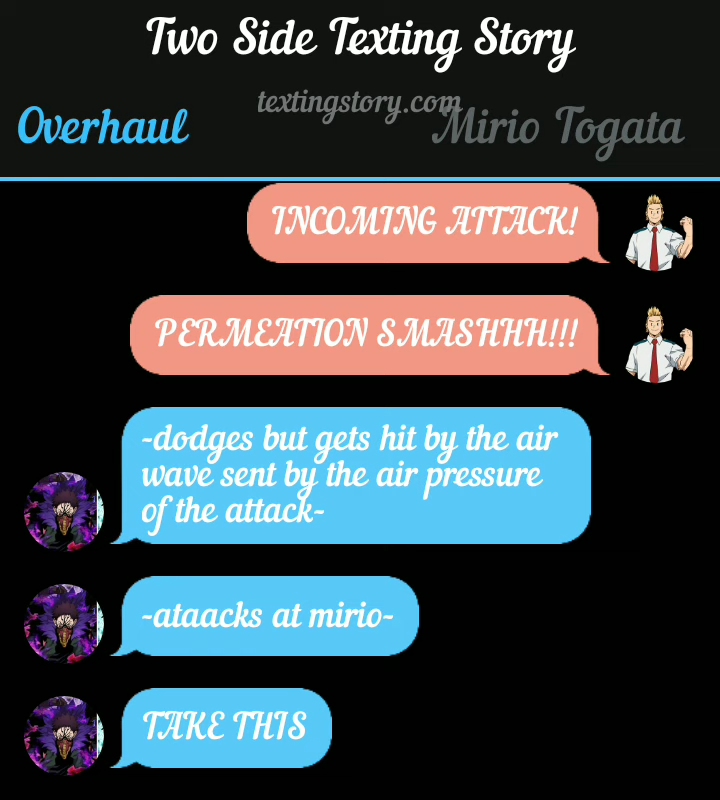 Two Side Texting Story
textingstory.com
Overhaul
Mirio Togata
INCOMING ATTACK!
PERMEATION SMASHHH!!!
-dodges but gets hit by the air
wave sent by the air pressure
of the attack-
-ataacks at mirio-
TAKE THIS